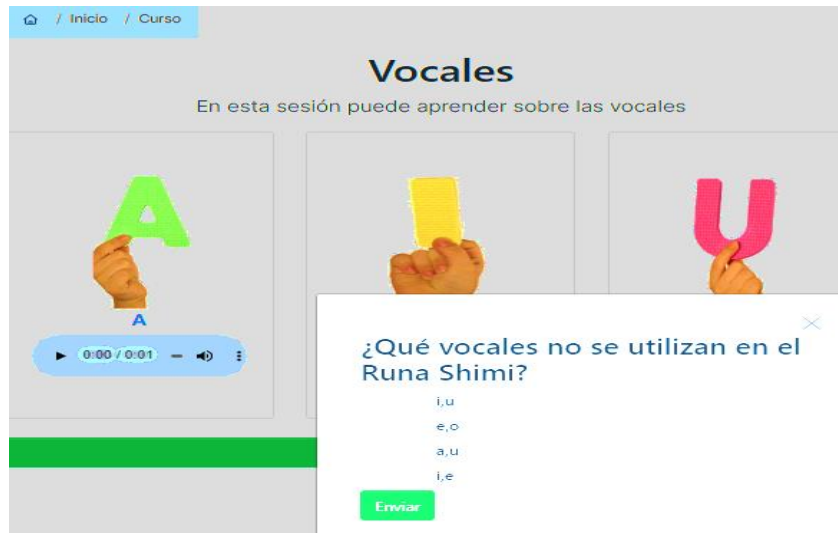 / Inicio / Curso
Vocales
En esta sesión puede aprender sobre las vocales
A I U
A
0:00 / 0:01
¿Qué vocales no se utilizan en el
Runa Shimi?
i,u
e,o
a,u
i,e
Enviar